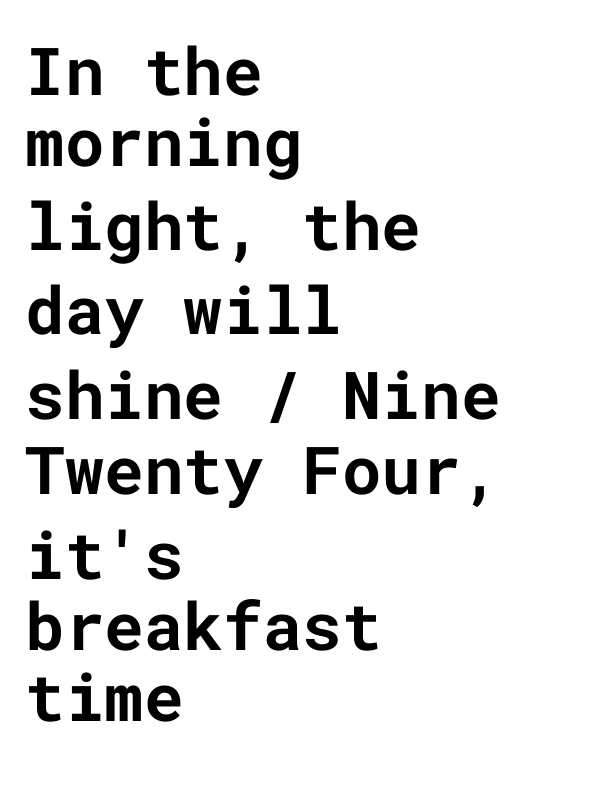 In the
morning
light, the
day will
shine / Nine
Twenty Four,
it's
breakfast
time